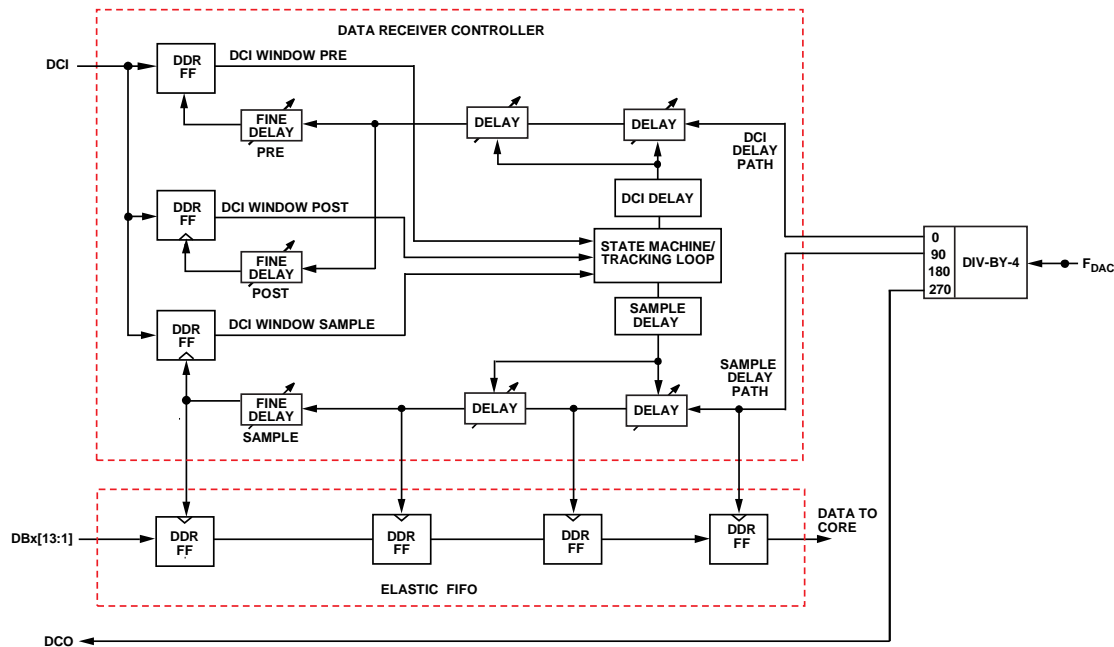 DATA RECEIVER CONTROLLER
DCI
DDR
FF
DCI WINDOW PRE
FINE
DELAY
PRE
DELAY
DELAY
DCI
DELAY
PATH
DCI DELAY
DDR
FF
DCI WINDOW POST
STATE MACHINE/
TRACKING LOOP
FINE
DELAY
POST
0
90
180
270
DIV-BY-4
FDAC
DDR
FF
DCI WINDOW SAMPLE
SAMPLE
DELAY
SAMPLE
DELAY
PATH
FINE
DELAY
SAMPLE
DELAY
DELAY
DBx[13:1]
DDR
FF
DDR
FF
DDR
FF
DDR
FF
DATA TO
CORE
ELASTIC FIFO
DCO